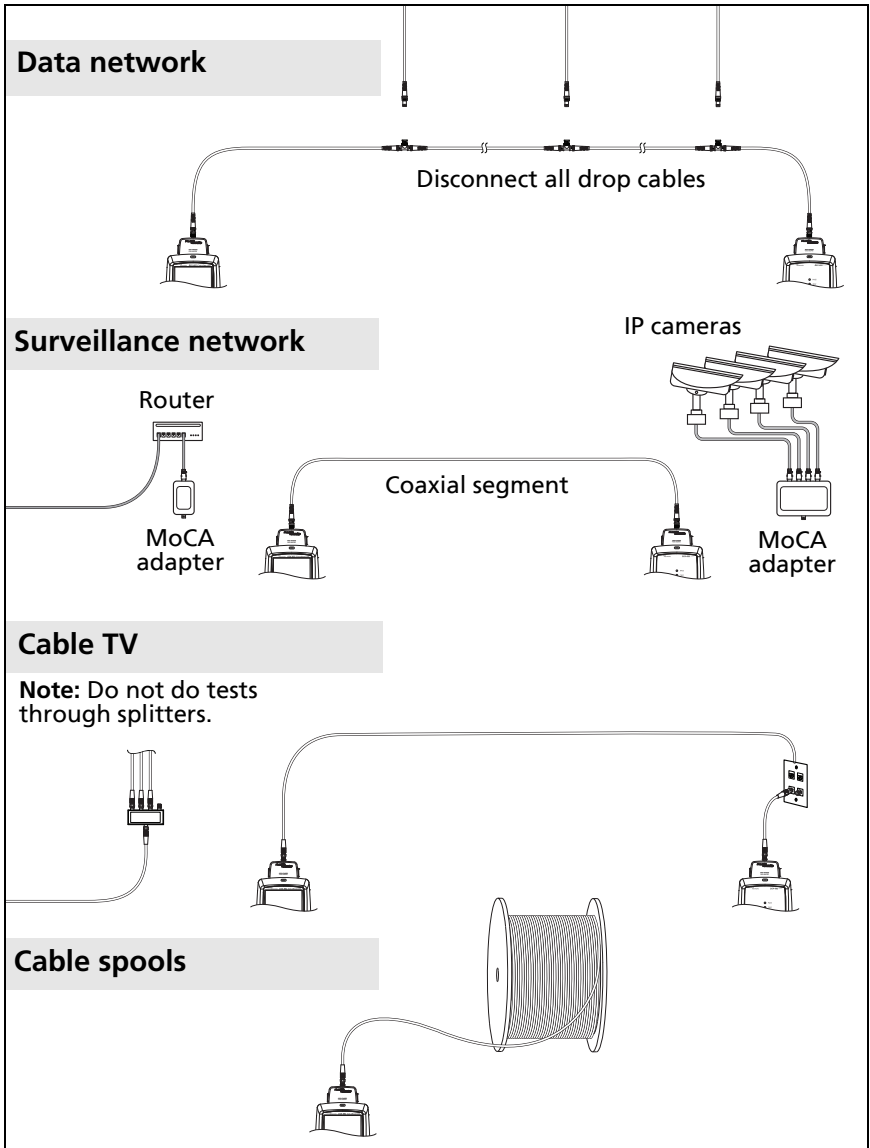 Data network
Disconnect all drop cables
Surveillance network
IP cameras
Router
Coaxial segment
MoCA
adapter
MoCA
adapter
Cable TV
Note: Do not do tests
through splitters.
Cable spools